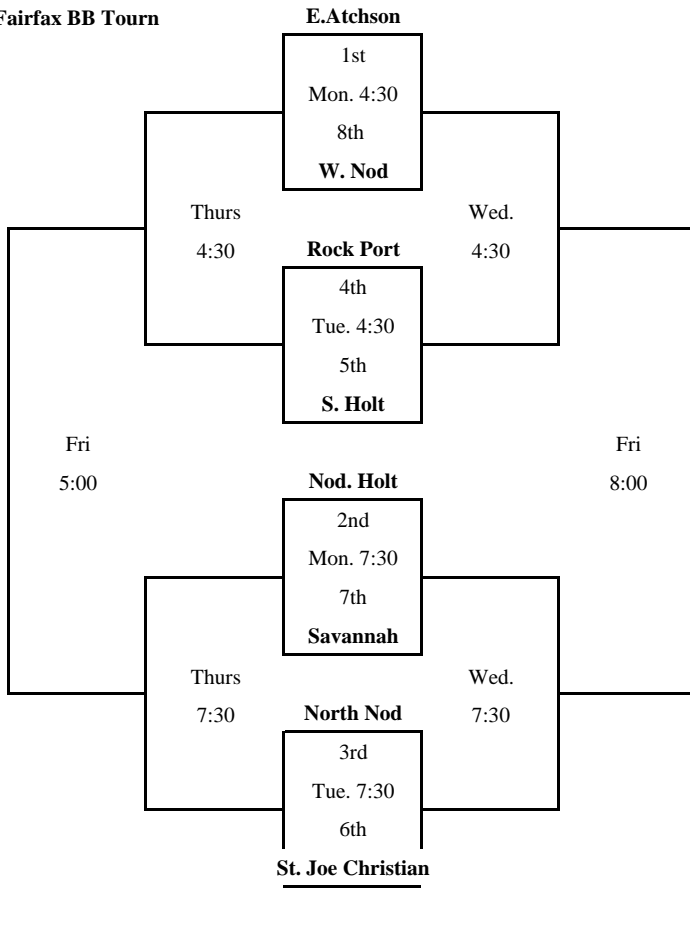 Fairfax BB Tourn
E.Atchson
1st
Mon. 4:30
8th
W. Nod
Thurs
4:30
Wed.
4:30
Rock Port
4th
Tue. 4:30
5th
S. Holt
Fri
5:00
Fri
8:00
Nod. Holt
2nd
Mon. 7:30
7th
Savannah
Thurs
7:30
Wed.
7:30
North Nod
3rd
Tue. 7:30
6th
St. Joe Christian